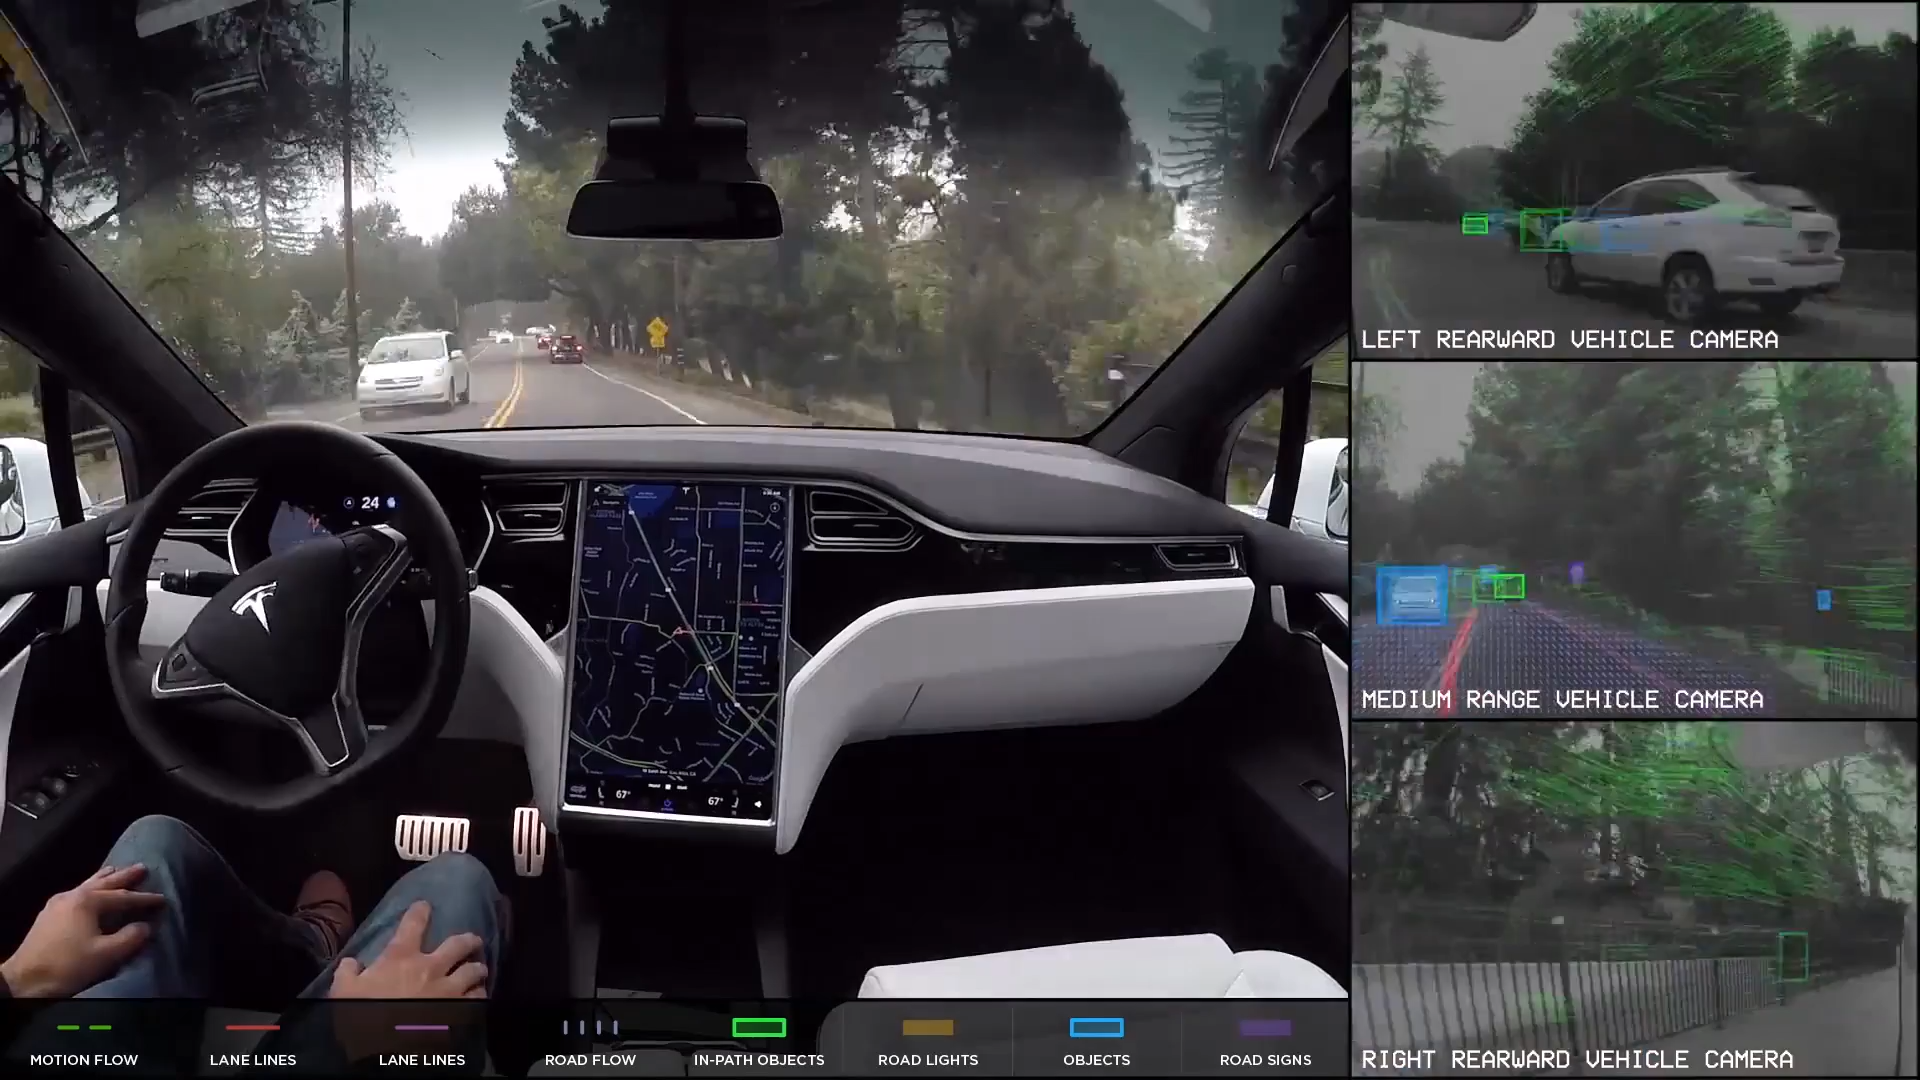 LEFT REARWARD VEHICLE CAMERA
24
MEDIUM RANGE VEHICLE CAMERA
67°
67°
MOTION FLOW
LANE LINES
LANE LINES
ROAD FLOW
IN-PATH OBJECTS
ROAD LIGHTS
OBJECTS
ROAD SIGNS
RIGHT REARWARD VEHICLE CAMERA